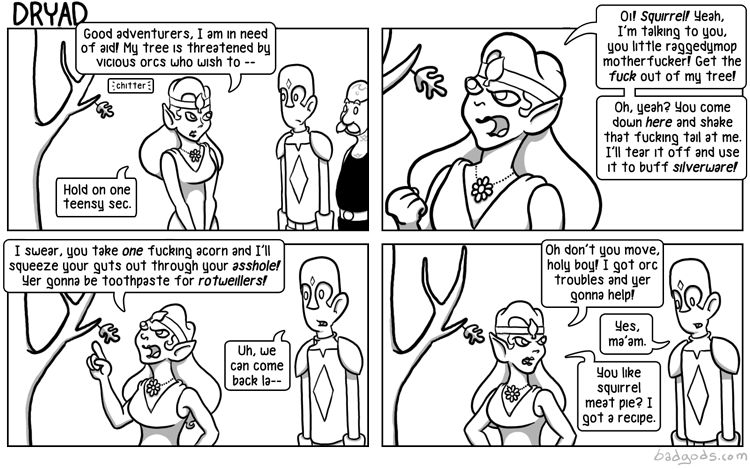 DRYAD
Good adventurers, I am in need
of aid! My tree is threatened by
vicious orcs who wish to --
chitter
Hold on one
teensy sec.
Oi! Squirrel! Yeah,
I'm talking to you,
you little raggedymop
motherfucker! Get the
fuck out of my tree!
Oh, yeah? You come
down here and shake
that fucking tail at me.
I'll tear it off and use
it to buff silverware!
I swear, you take one fucking acorn and I'll
squeeze your guts out through your asshole!
Yer gonna be toothpaste for rotweillers!
Uh, we
can come
back la--
Oh don't you move,
holy boy! I got orc
troubles and yer
gonna help!
Yes,
ma'am.
You like
squirrel
meat pie? I
got a recipe.
badgods.com